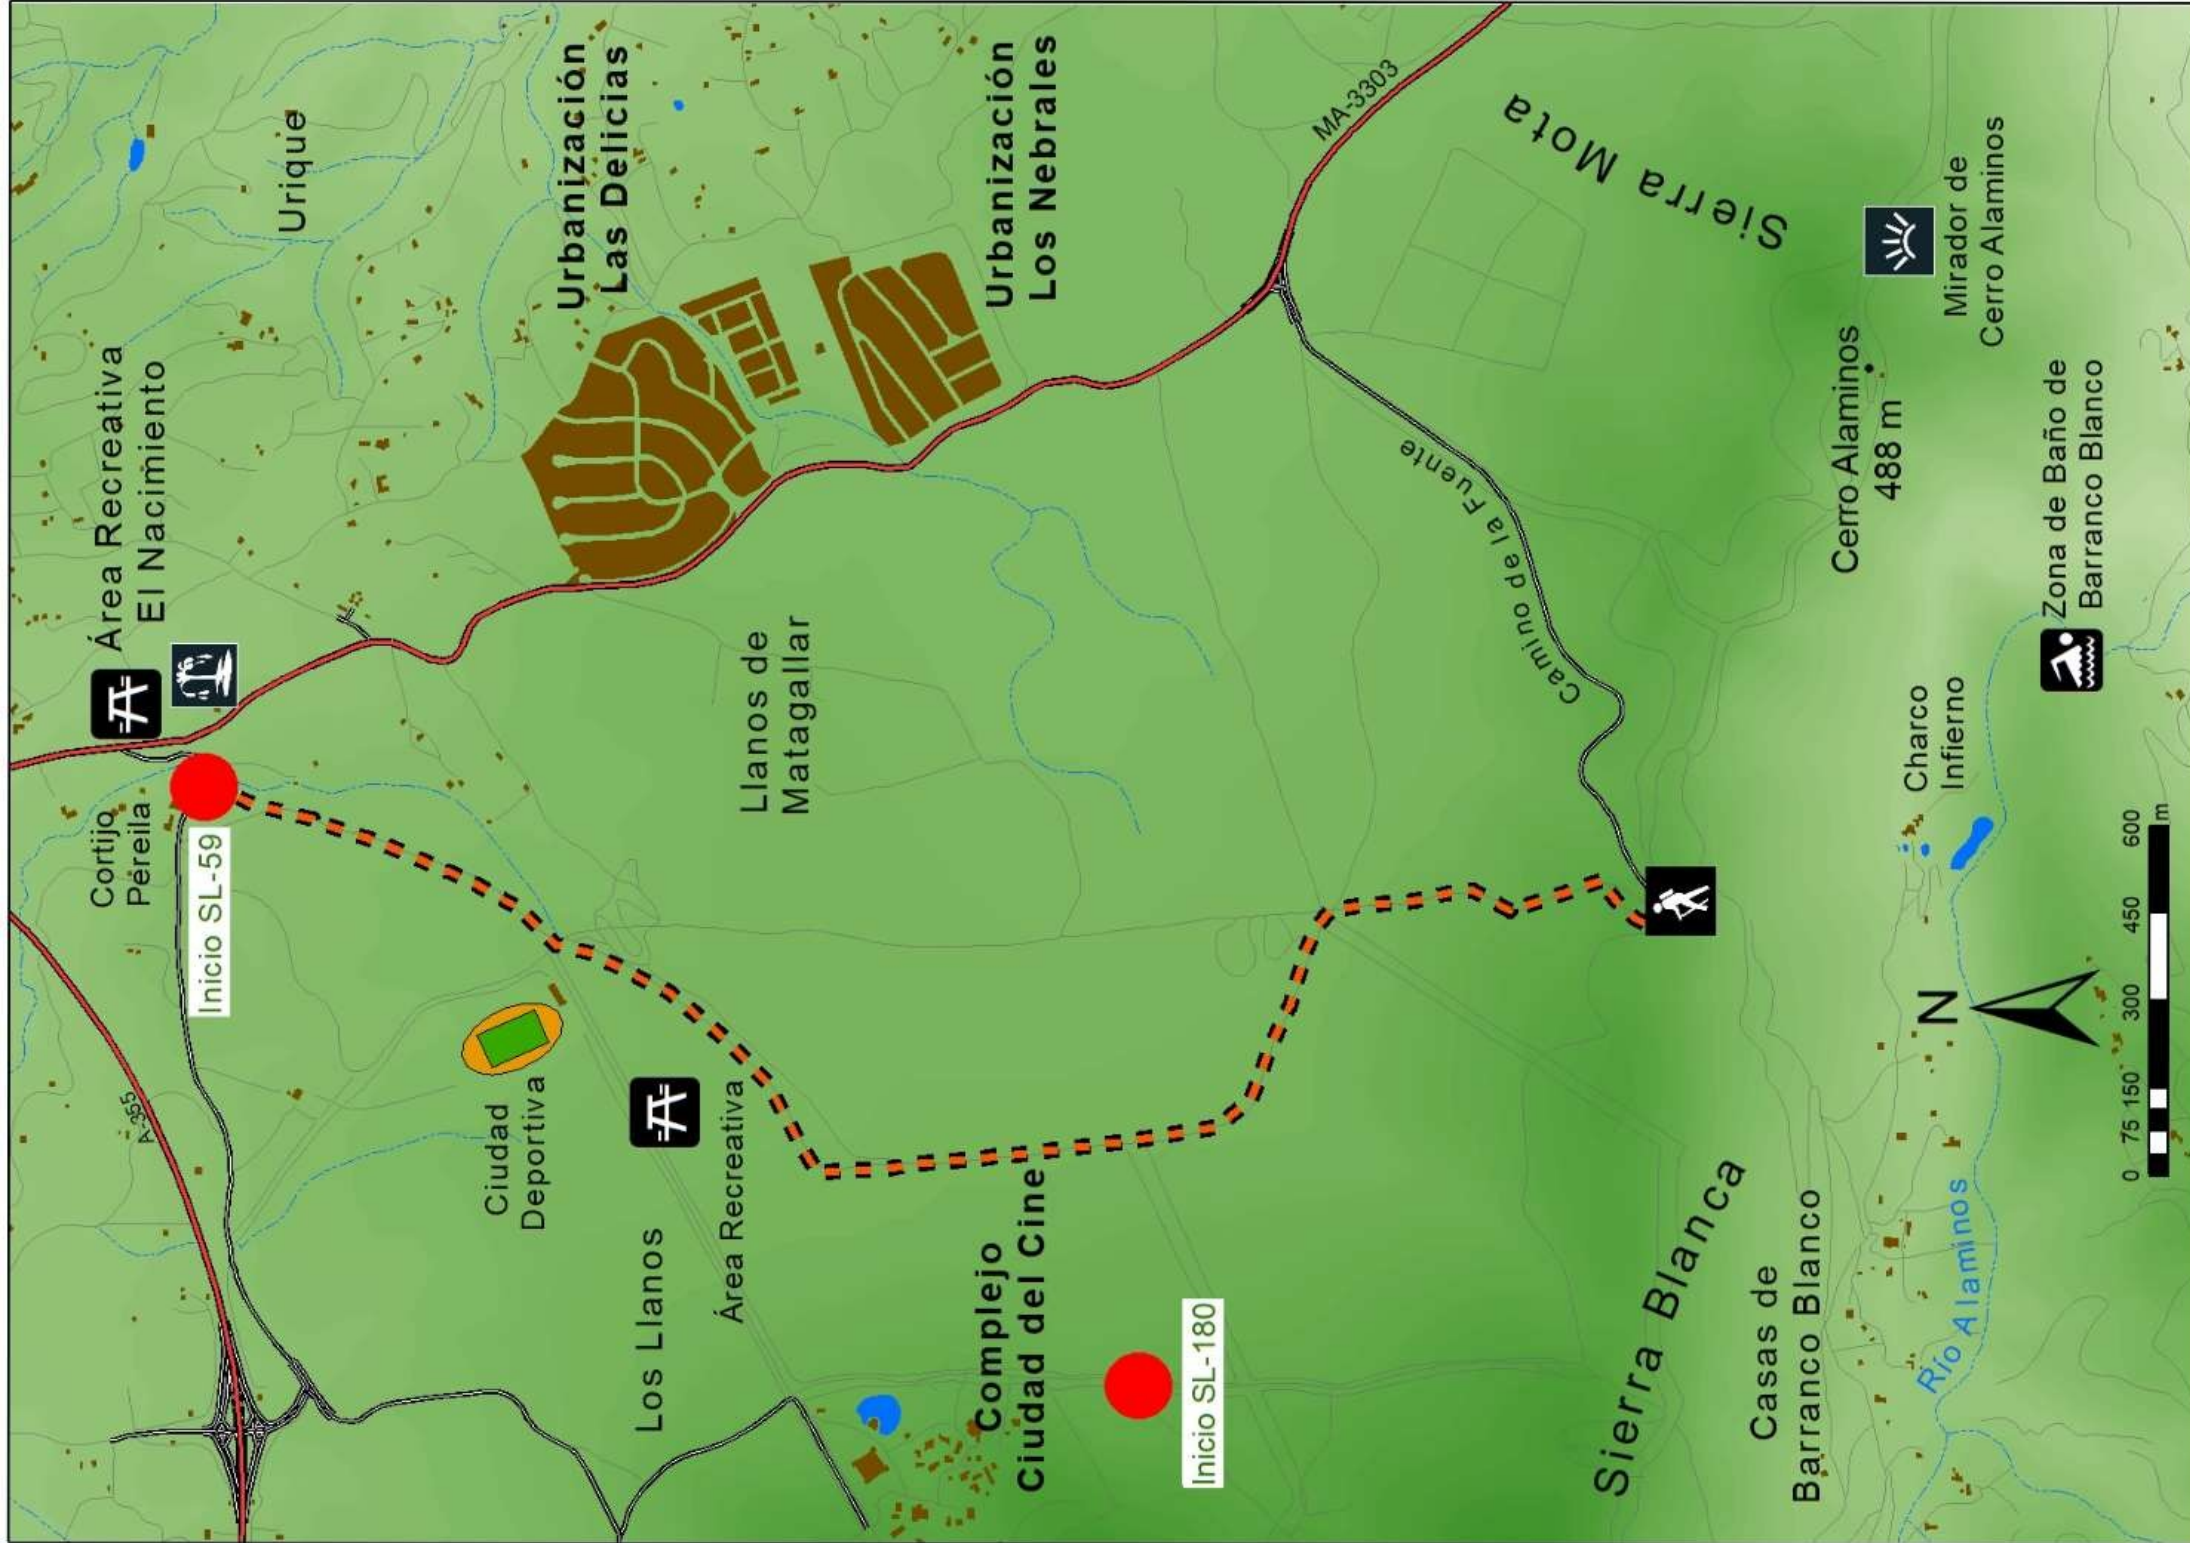 Área Recreativa
El Nacimiento
Urique
Urbanización
Las Delicias
Urbanización
Los Nebrales
MA-3303
Sierra Mota
Mirador de
Cerro Alaminos
Cerro Alaminos
488 m
Zona de Baño de
Barranco Blanco
Camino de la Fuente
Charco
Infierno
Llanos de
Matagallar
Cortijo
Pereila
Inicio SL-59
A-355
Ciudad
Deportiva
Área Recreativa
Los Llanos
Complejo
Ciudad del Cine
Inicio SL-180
Sierra Blanca
Casas de
Barranco Blanco
Río Alaminos
N
0 75 150 300 450 600
m